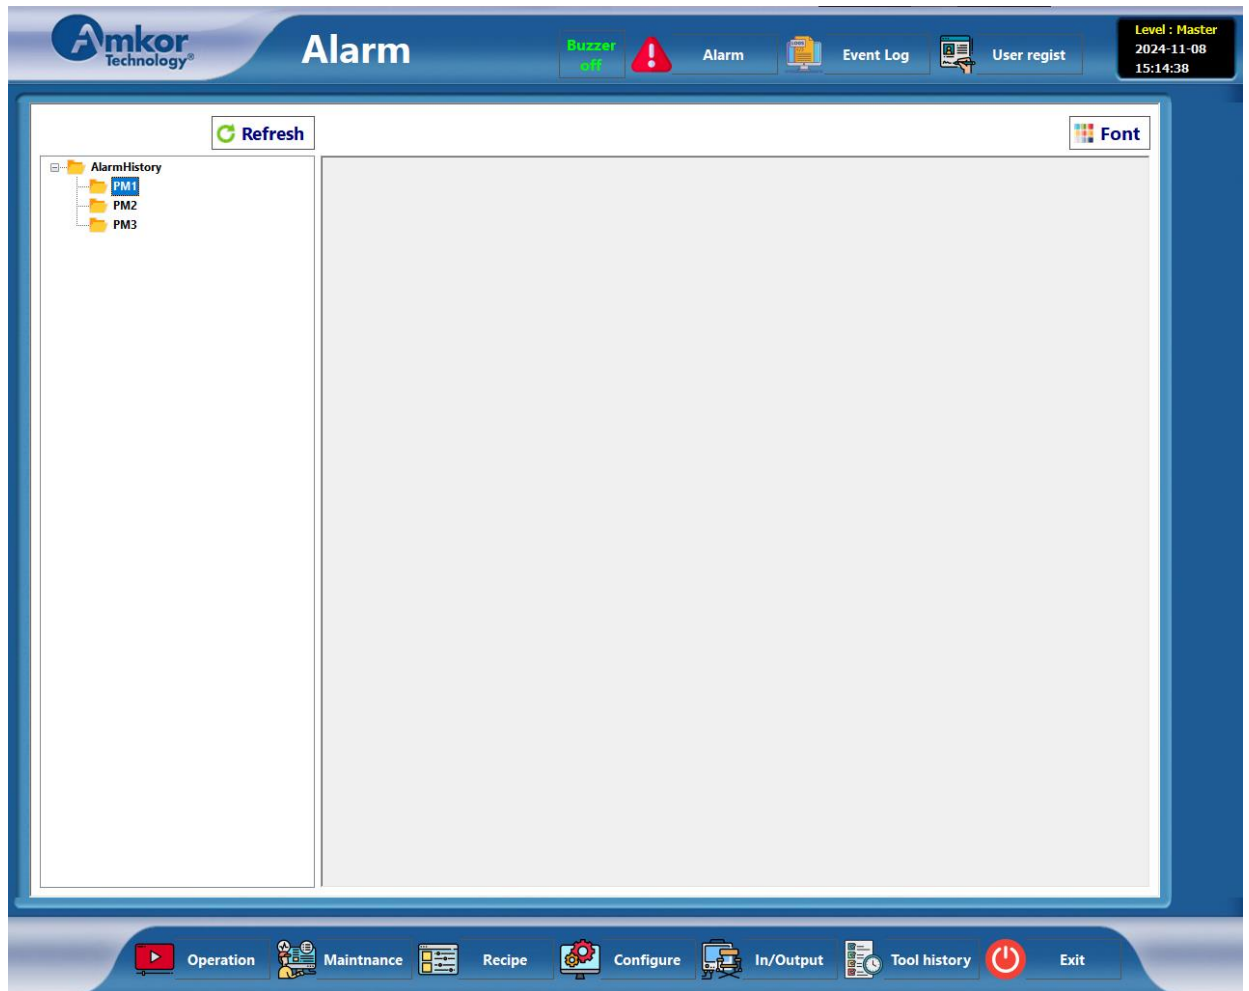 Amkor
Technology®
Alarm
Buzzer
off
Alarm
Event Log
User regist
Level : Master
2024-11-08
15:14:38
Refresh
Font
AlarmHistory
PM1
PM2
PM3
Operation
Maintnance
Recipe
Configure
In/Output
Tool history
Exit